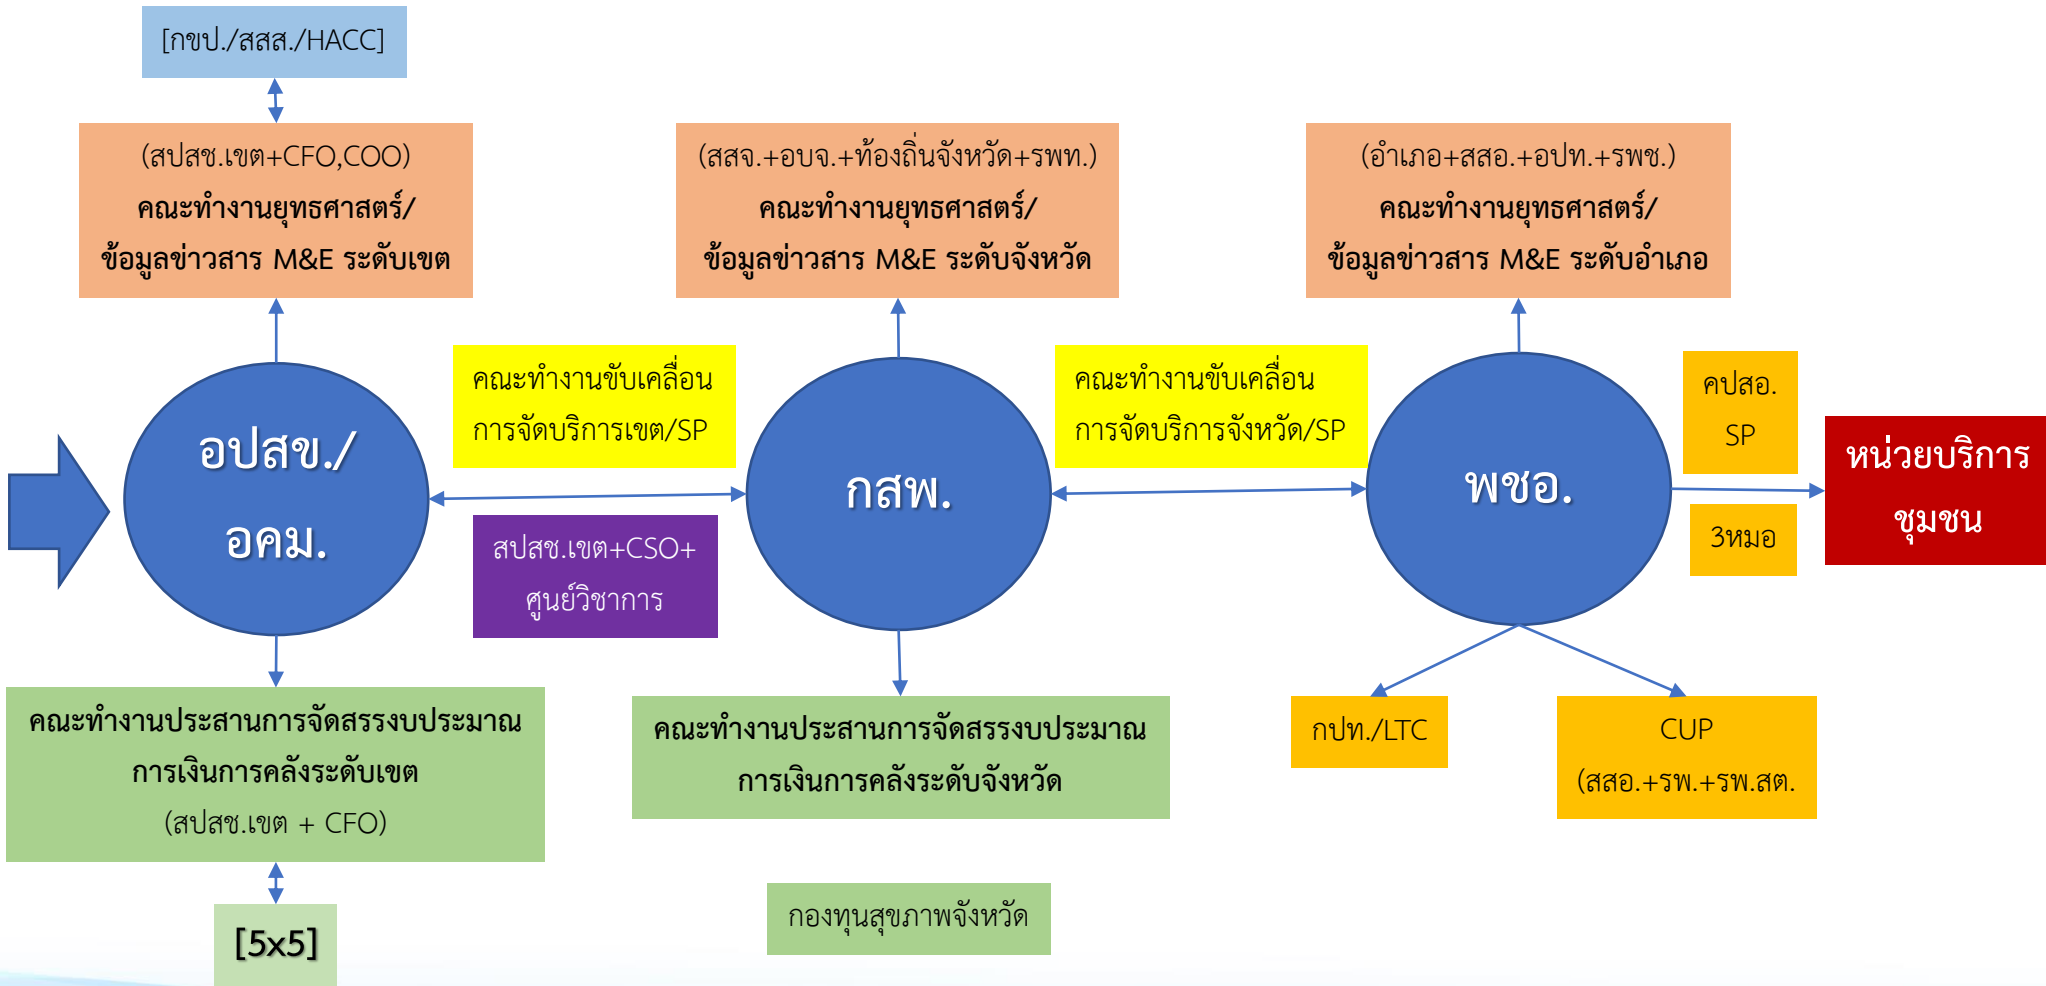 [กขป./สสส./HACC]
(สปสช.เขต+CFO,COO)
คณะทำงานยุทธศาสตร์/
ข้อมูลข่าวสาร M&E ระดับเขต
(สสจ.+อบจ.+ท้องถิ่นจังหวัด+รพท.)
คณะทำงานยุทธศาสตร์/
ข้อมูลข่าวสาร M&E ระดับจังหวัด
(อำเภอ+สสอ.+อปท.+รพช.)
คณะทำงานยุทธศาสตร์/
ข้อมูลข่าวสาร M&E ระดับอำเภอ
อปสข./
อคม.
คณะทำงานขับเคลื่อน
การจัดบริการเขต/SP
สปสช.เขต+CSO+
ศูนย์วิชาการ
กสพ.
คณะทำงานขับเคลื่อน
การจัดบริการจังหวัด/SP
พชอ.
คปสอ.
SP
3หมอ
หน่วยบริการ
ชุมชน
คณะทำงานประสานการจัดสรรงบประมาณ
การเงินการคลังระดับเขต
(สปสช.เขต + CFO)
คณะทำงานประสานการจัดสรรงบประมาณ
การเงินการคลังระดับจังหวัด
กปท./LTC
CUP
(สสอ.+รพ.+รพ.สต.
กองทุนสุขภาพจังหวัด
[5x5]